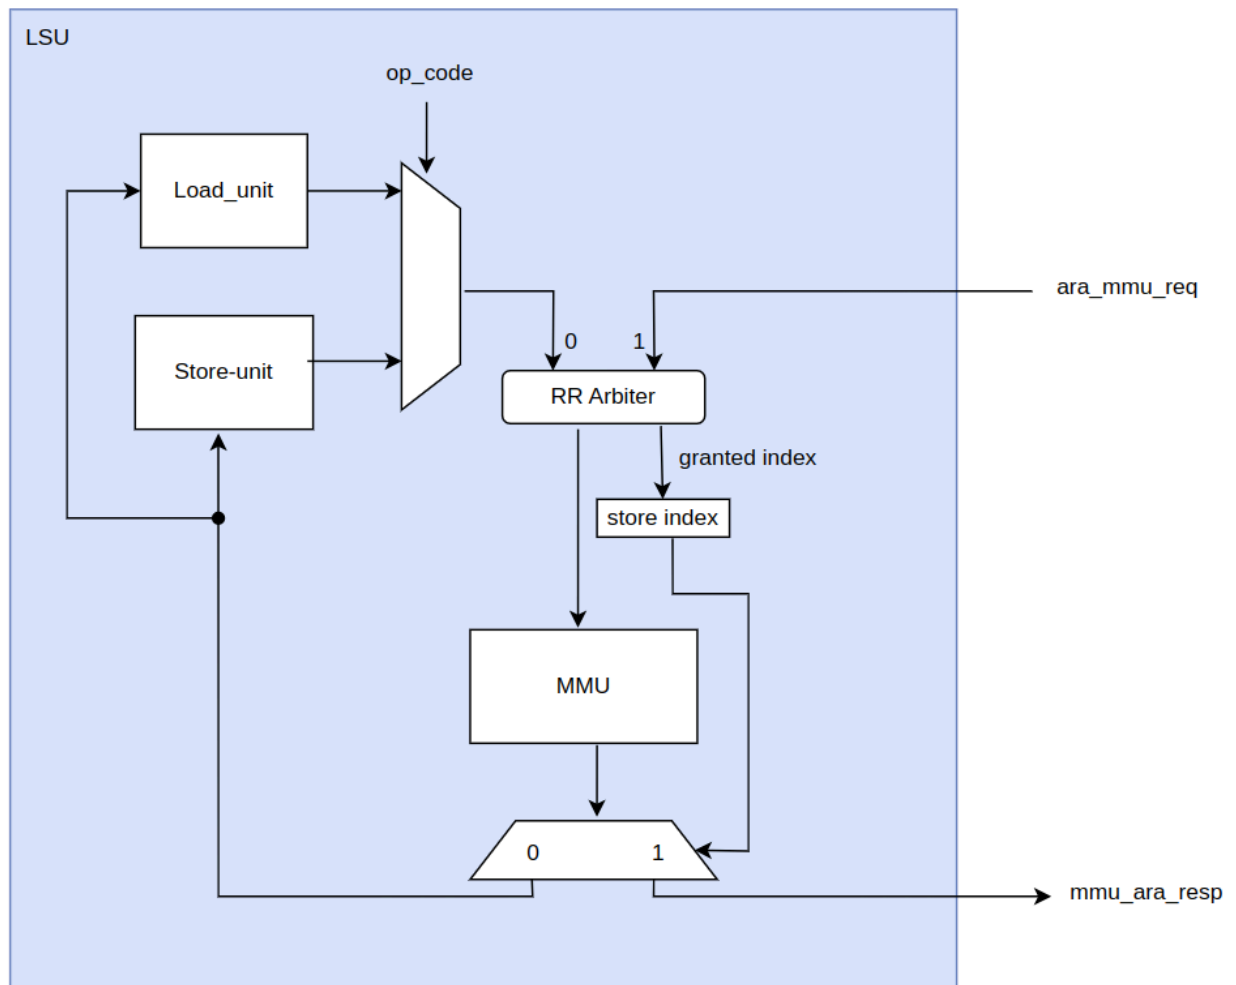 LSU
op_code
Load_unit
ara_mmu_req
0
1
Store-unit
RR Arbiter
granted index
store index
MMU
0
1
mmu_ara_resp